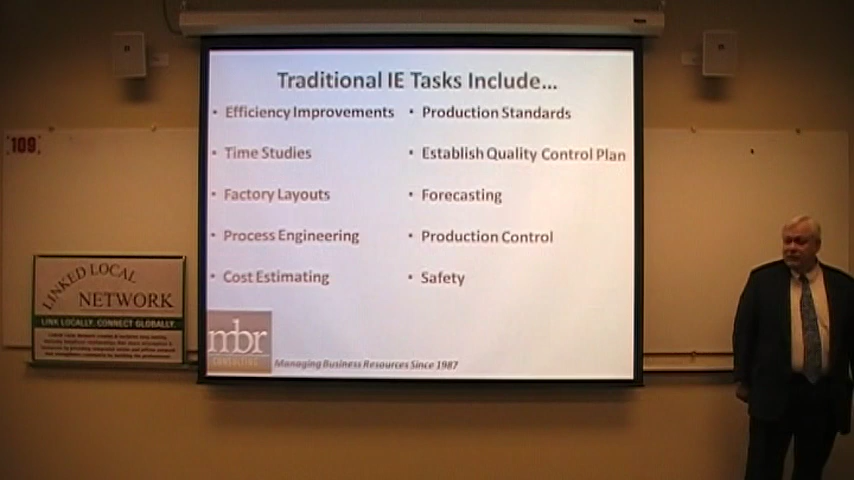 Traditional IE Tasks Include...
• Efficiency Improvements
• Time Studies
• Factory Layouts
• Process Engineering
• Cost Estimating
• Production Standards
• Establish Quality Control Plan
• Forecasting
• Production Control
• Safety
mbr
CONSULTING
Managing Business Resources Since 1987
109
LINKED LOCAL
NETWORK
LINK LOCALLY. CONNECT GLOBALLY.